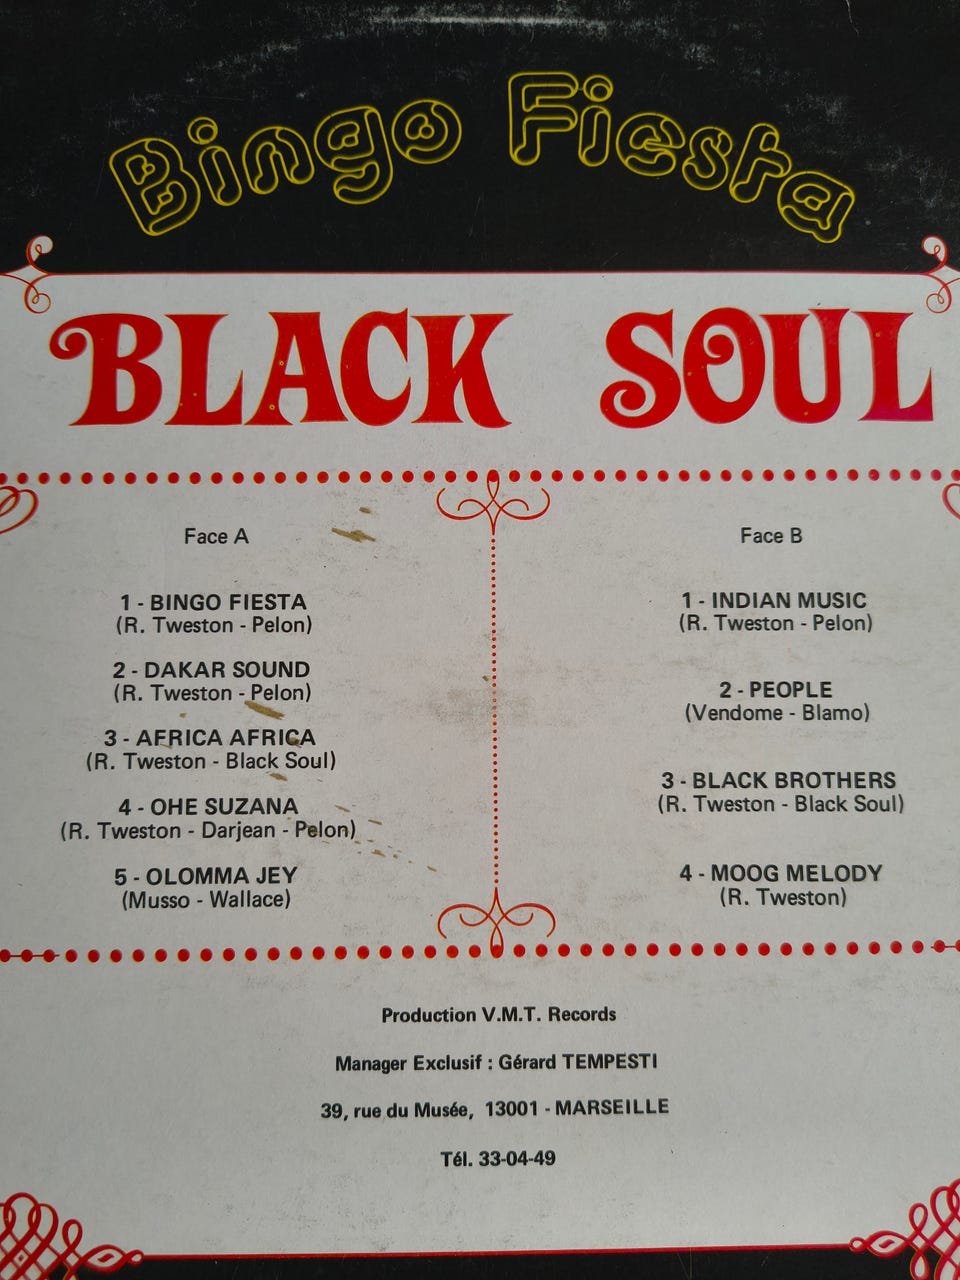 Bingo Fiesta
BLACK SOUL
Face A
1 - BINGO FIESTA
(R. Tweston - Pelon)
2 - DAKAR SOUND
(R. Tweston - Pelon)
3 - AFRICA AFRICA
(R. Tweston - Black Soul)
4 - OHE SUZANA
(R. Tweston - Darjean - Pelon)
5 - OLOMMA JEY
(Musso - Wallace)
Face B
1 - INDIAN MUSIC
(R. Tweston - Pelon)
2 - PEOPLE
(Vendome - Blamo)
3 - BLACK BROTHERS
(R. Tweston - Black Soul)
4 - MOOG MELODY
(R. Tweston)
Production V.M.T. Records
Manager Exclusif : Gérard TEMPESTI
39, rue du Musée, 13001 - MARSEILLE
Tél. 33-04-49